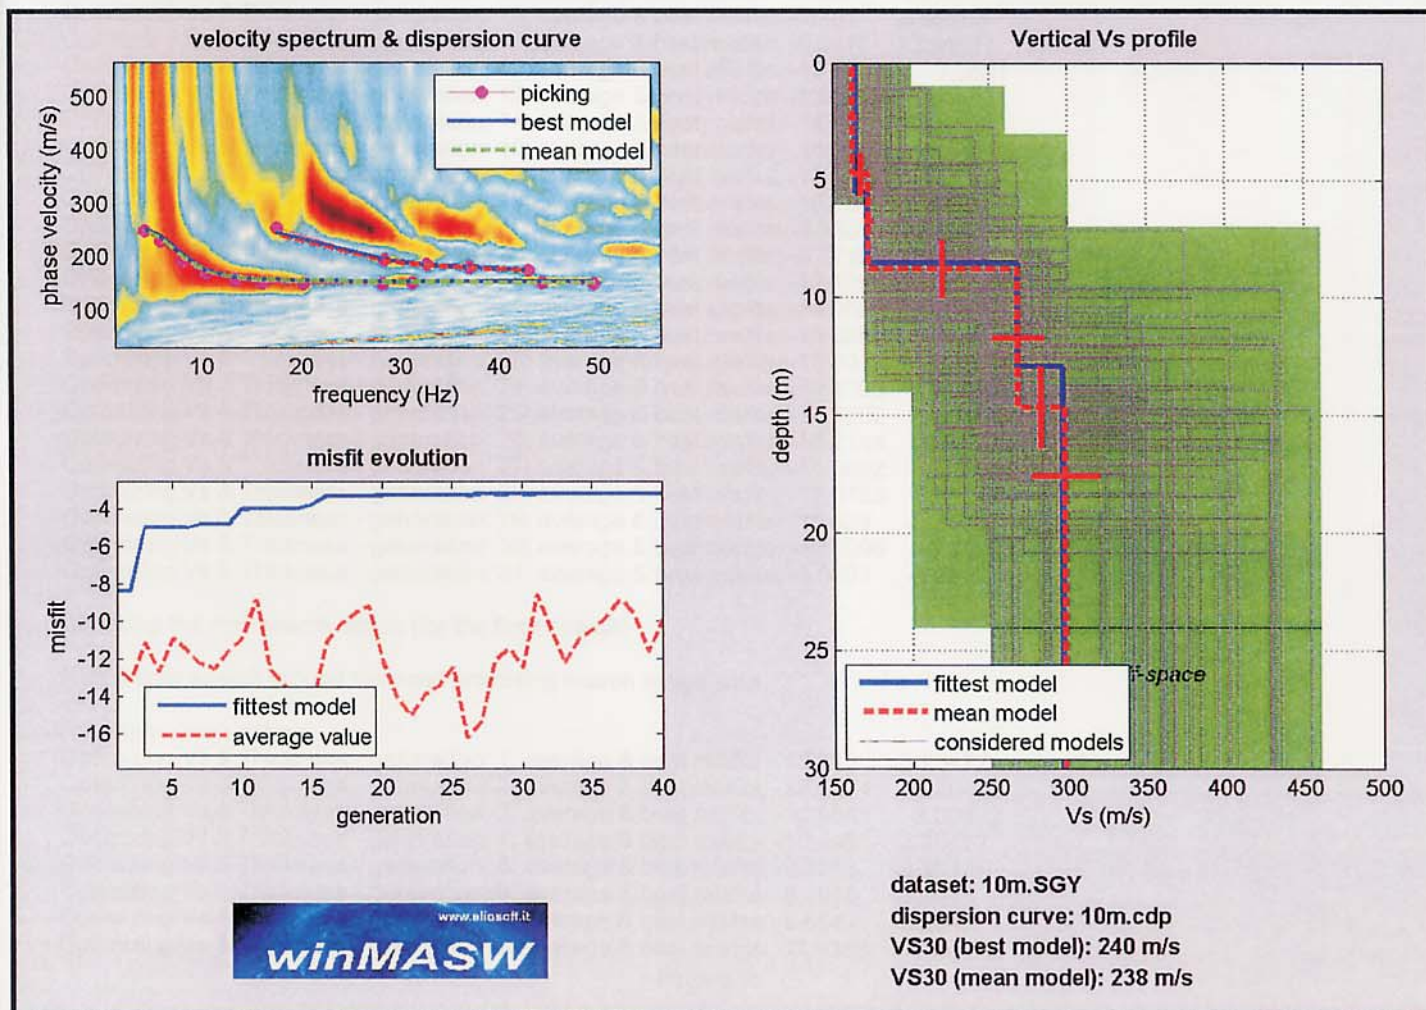 velocity spectrum & dispersion curve
phase velocity (m/s)
500
400
300
200
100
picking
best model
mean model
10
20
30
40
50
frequency (Hz)
misfit evolution
misfit
-4
-6
-8
-10
-12
-14
-16
fittest model
average value
5
10
15
20
25
30
35
40
generation
Vertical Vs profile
depth (m)
0
5
10
15
20
25
30
fittest model
mean model
considered models
f-space
150
200
250
300
350
400
450
500
Vs (m/s)
www.eliosoft.it
winMASW
dataset: 10m.SGY
dispersion curve: 10m.cdp
VS30 (best model): 240 m/s
VS30 (mean model): 238 m/s